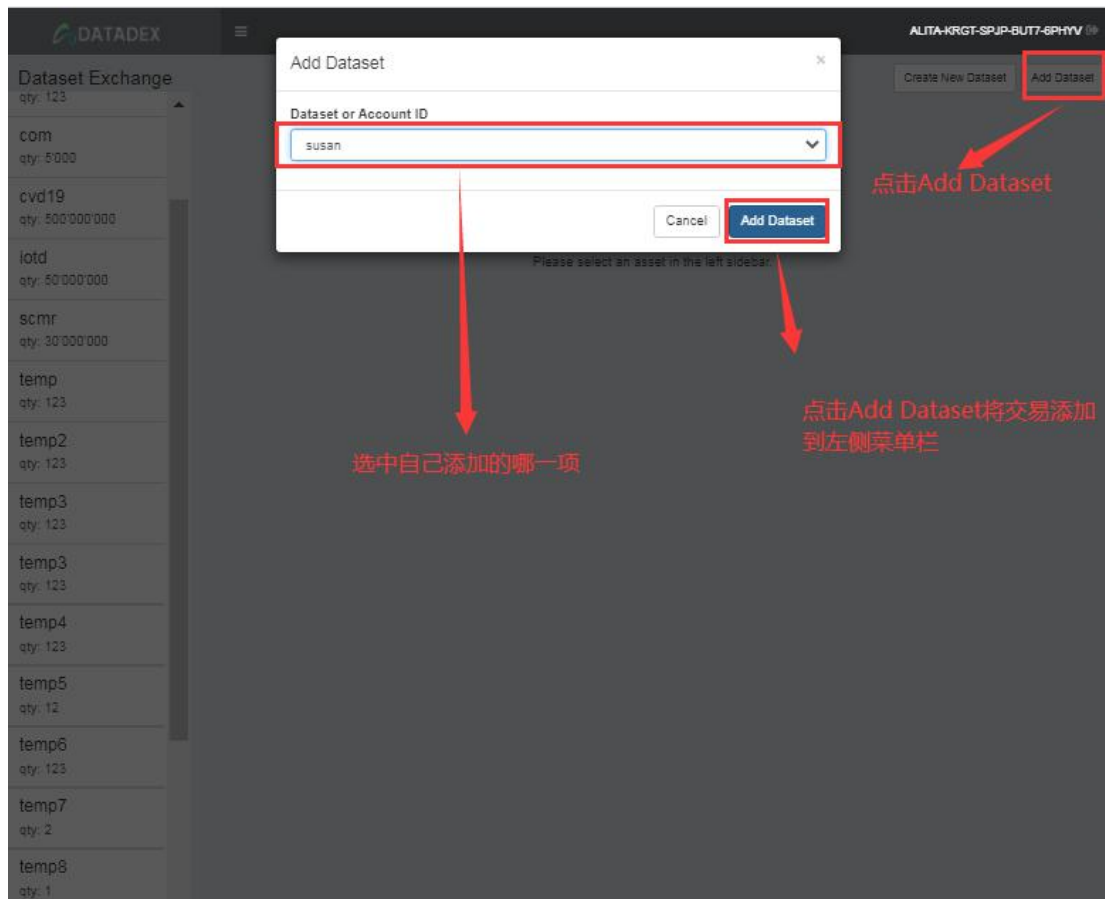 DATADEX
ALITA-KRGT-SPJP-BUT7-6PHYV
Dataset Exchange
Create New Dataset
Add Dataset
Add Dataset
×
Dataset or Account ID
susan
Cancel
Add Dataset
Please select an asset in the left sidebar.
点击Add Dataset
点击Add Dataset将交易添加
到左侧菜单栏
选中自己添加的哪一项
qty: 123
com
qty: 5'000
cvd19
qty: 500'000'000
iotd
qty: 50'000'000
scmr
qty: 30'000'000
temp
qty: 123
temp2
qty: 123
temp3
qty: 123
temp3
qty: 123
temp4
qty: 123
temp5
qty: 12
temp6
qty: 123
temp7
qty: 2
temp8
qty: 1